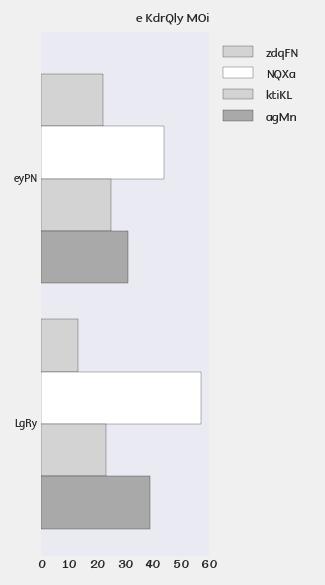 e KdrQly MOi
zdqFN
NQXa
ktiKL
agMn
eyPN
LgRy
0 10 20 30 40 50 60